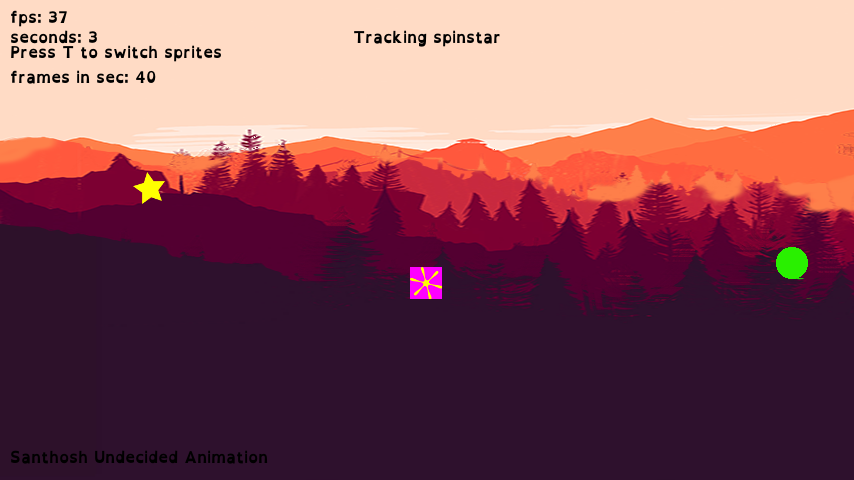 fps: 37
seconds: 3
Press T to switch sprites
Tracking spinstar
frames in sec: 40
Santhosh Undecided Animation